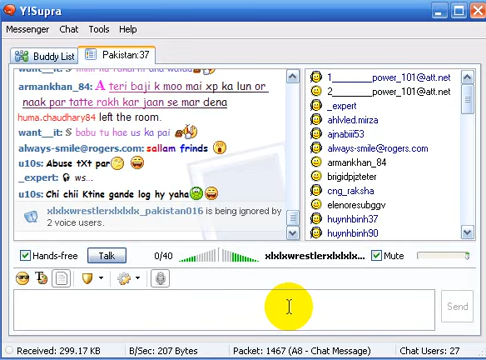 Y!Supra
Messenger Chat Tools Help
Buddy List Pakistan:37
armankhan_84: A teri baji k moo mai xp ka lun or
naak par tatte rakh kar jaan se mar dena
huma.chaudhary84 left the room.
want__it: S babu tu hae us ka pai
always-smile@rogers.com: sallam frinds
u10s: Abuse tXt par
_expert: ws...
u10s: Chi chii Ktine gande log hy yaha
xlxlxwrestlerxlxlxlx_pakistan016 is being ignored by
2 voice users.
1________power_101@att.net
2________power_101@att.net
_expert
ahlved.mirza
ajnabiii53
always-smile@rogers.com
armankhan_84
brigidpjzteter
cng_raksha
elenoresubggv
huynhbinh37
huynhbinh90
Hands-free Talk 0/40 xlxlxwrestlerxlxlx... Mute
Send
Received: 299.17 KB B/Sec: 207 Bytes Packet: 1467 (A8 - Chat Message) Chat Users: 27